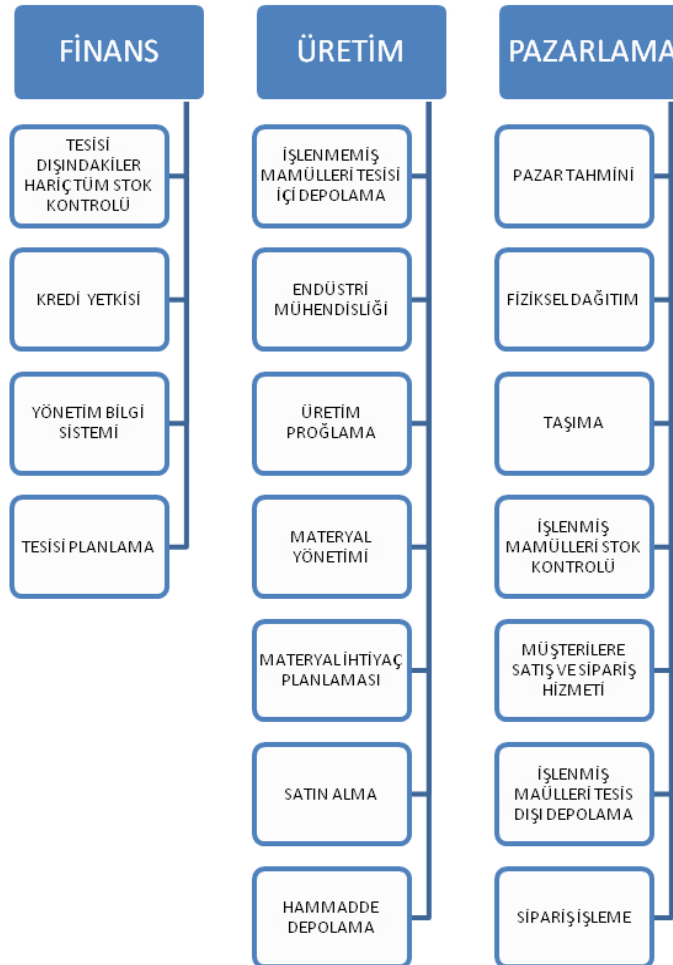 FİNANS
TESİSİ
DIŞINDAKİLER
HARİÇ TÜM STOK
KONTROLÜ
KREDİ YETKİSİ
YÖNETİM BİLGİ
SİSTEMİ
TESİSİ PLANLAMA
ÜRETİM
İŞLENMEMİŞ
MAMÜLLERİ TESİSİ
İÇİ DEPOLAMA
ENDÜSTRİ
MÜHENDİSLİĞİ
ÜRETİM
PROĞLAMA
MATERYAL
YÖNETİMİ
MATERYAL İHTİYAÇ
PLANLAMASI
SATIN ALMA
HAMMADDE
DEPOLAMA
PAZARLAMA
PAZAR TAHMİNİ
FİZİKSEL DAĞITIM
TAŞIMA
İŞLENMİŞ
MAMÜLLERİ STOK
KONTROLÜ
MÜŞTERİLERE
SATIŞ VE SİPARİŞ
HİZMETİ
İŞLENMİŞ
MAÜLLERİ TESİS
DIŞI DEPOLAMA
SİPARİŞ İŞLEME